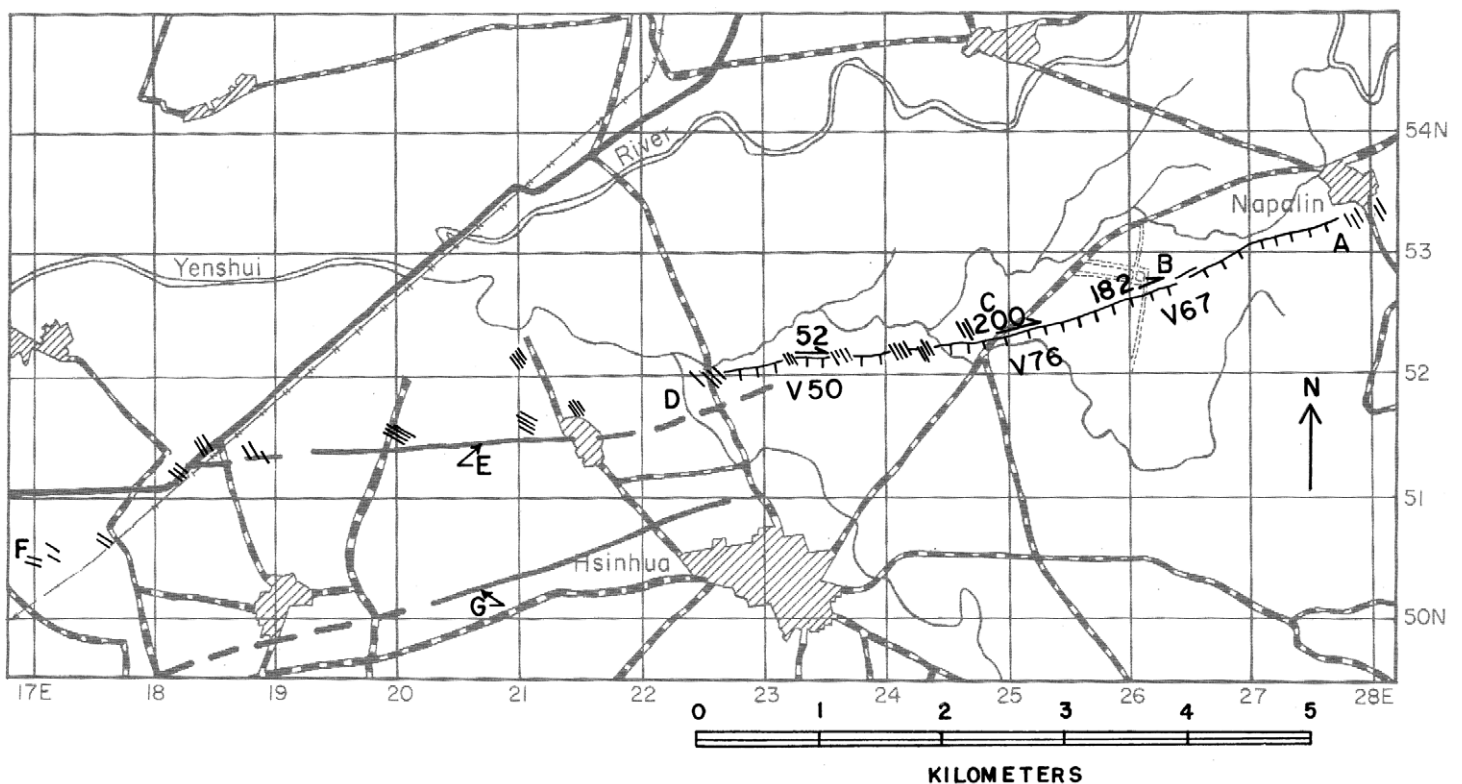 54N
River
Napalin
53
A
Yenshui
B
182
V67
C
200
V76
52
V50
52
D
N
E
51
F
Hsinhua
G
50N
17E 18 19 20 21 22 23 24 25 26 27 28E
0 1 2 3 4 5
KILOMETERS